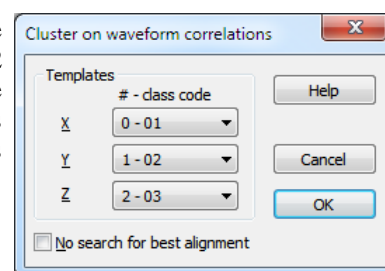 Cluster on waveform correlations
Templates
# - class code
Help
X 0 - 01
Y 1 - 02
Cancel
Z 2 - 03
OK
No search for best alignment